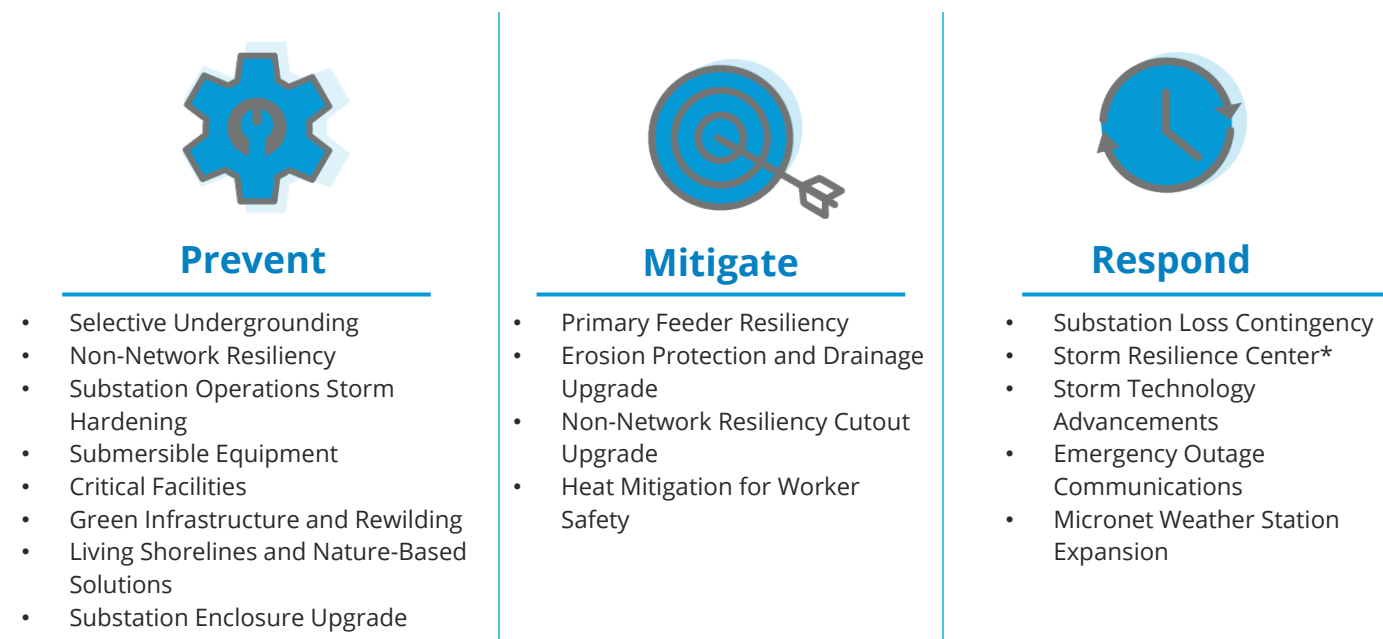 Prevent
• Selective Undergrounding
• Non-Network Resiliency
• Substation Operations Storm
Hardening
• Submersible Equipment
• Critical Facilities
• Green Infrastructure and Rewilding
• Living Shorelines and Nature-Based
Solutions
• Substation Enclosure Upgrade
Mitigate
• Primary Feeder Resiliency
• Erosion Protection and Drainage
Upgrade
• Non-Network Resiliency Cutout
Upgrade
• Heat Mitigation for Worker
Safety
Respond
• Substation Loss Contingency
• Storm Resilience Center*
• Storm Technology
Advancements
• Emergency Outage
Communications
• Micronet Weather Station
Expansion